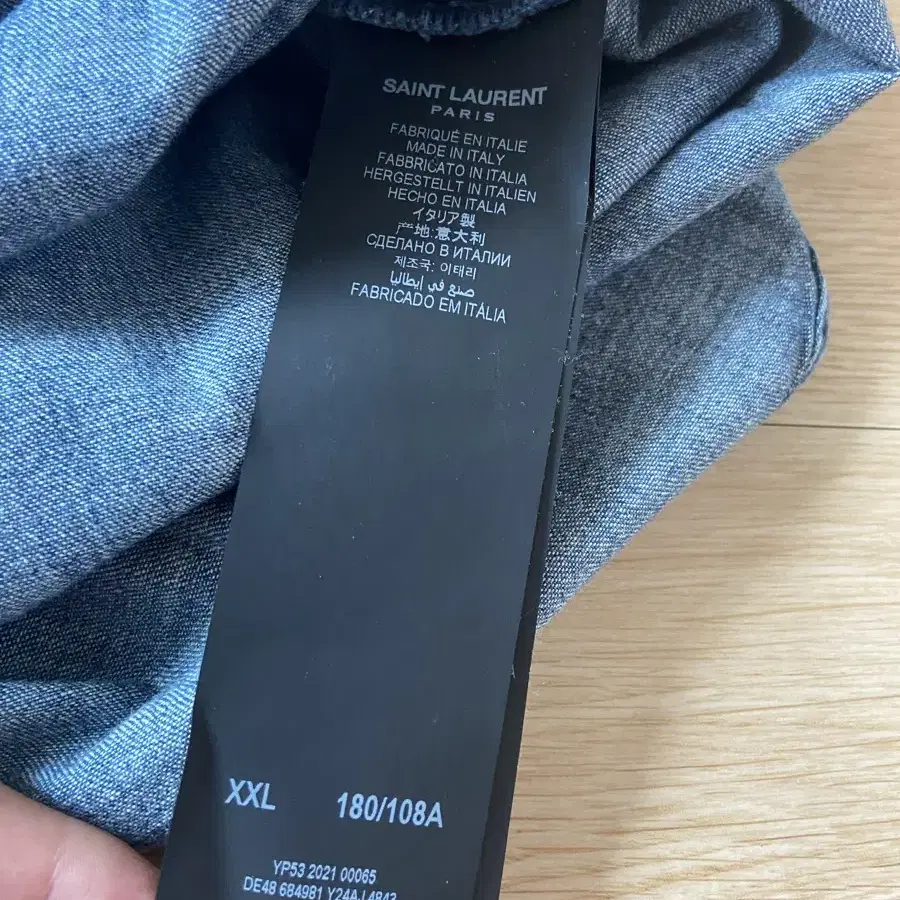 SAINT LAURENT
PARIS
FABRIQUÉ EN ITALIE
MADE IN ITALY
FABBRICATO IN ITALIA
HERGESTELLT IN ITALIEN
HECHO EN ITALIA
イタリア製
产地:意大利
СДЕЛАНО В ИТАЛИИ
제조국: 이태리
صنع في إيطاليا
FABRICADO EM ITÁLIA
XXL 180/108A
YP53 2021 00065
DE48 684981 Y24AJ 4843